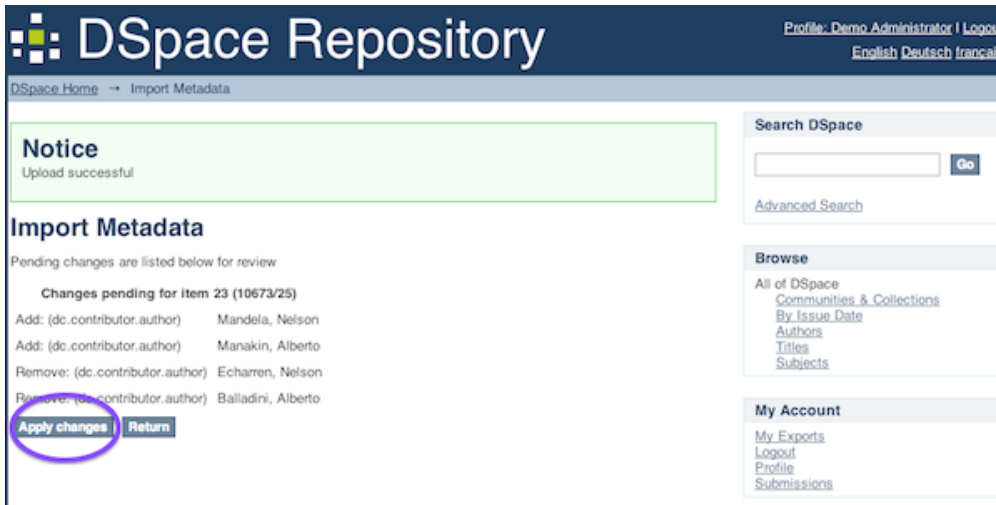 DSpace Repository
Profile: Demo Administrator | Logout
English Deutsch français
DSpace Home → Import Metadata
Notice
Upload successful
Import Metadata
Pending changes are listed below for review
Changes pending for item 23 (10673/25)
Add: (dc.contributor.author) Mandela, Nelson
Add: (dc.contributor.author) Manakin, Alberto
Remove: (dc.contributor.author) Echarren, Nelson
Remove: (dc.contributor.author) Balladini, Alberto
Apply changes Return
Search DSpace
Go
Advanced Search
Browse
All of DSpace
Communities & Collections
By Issue Date
Authors
Titles
Subjects
My Account
My Exports
Logout
Profile
Submissions